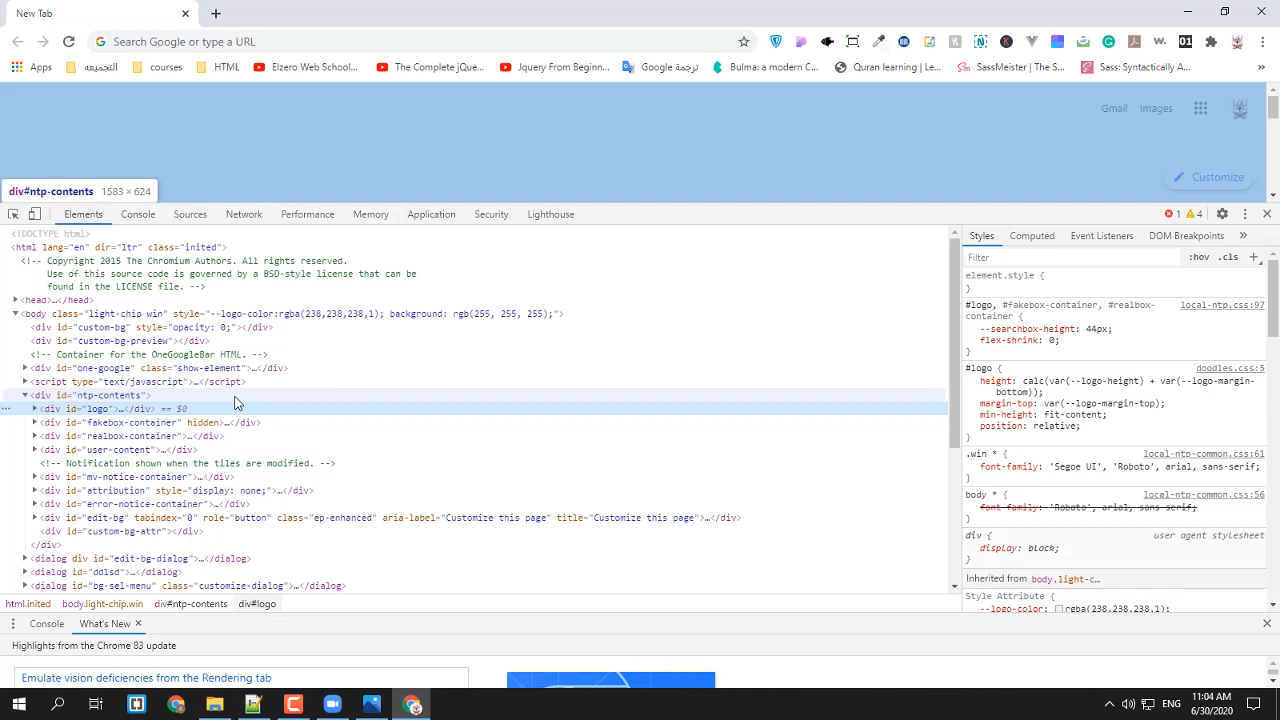 New Tab
Search Google or type a URL
Apps
التجميعه
courses
HTML
Elzero Web School...
The Complete jQue...
Jquery From Beginn...
ترجمة Google
Bulma: a modern C...
Quran learning | Le...
SassMeister | The S...
Sass: Syntactically A...
»
Gmail Images
Customize
div#ntp-contents 1583 × 624
Elements Console Sources Network Performance Memory Application Security Lighthouse 1 4
<!DOCTYPE html>
<html lang="en" dir="ltr" class="inited">
<!-- Copyright 2015 The Chromium Authors. All rights reserved.
Use of this source code is governed by a BSD-style license that can be
found in the LICENSE file. -->
<head>…</head>
<body class="light-chip win" style="--logo-color:rgba(238,238,238,1); background: rgb(255, 255, 255);">
<div id="custom-bg" style="opacity: 0;"></div>
<div id="custom-bg-preview"></div>
<!-- Container for the OneGoogleBar HTML. -->
<div id="one-google" class="show-element">…</div>
<script type="text/javascript">…</script>
<div id="ntp-contents">
<div id="logo">…</div> == $0
<div id="fakebox-container" hidden>…</div>
<div id="realbox-container">…</div>
<div id="user-content">…</div>
<!-- Notification shown when the tiles are modified. -->
<div id="mv-notice-container">…</div>
<div id="attribution" style="display: none;">…</div>
<div id="error-notice-container">…</div>
<div id="edit-bg" tabindex="0" role="button" class="ep-enhanced" aria-label="Customize this page" title="Customize this page">…</div>
<div id="custom-bg-attr"></div>
</div>
<dialog div id="edit-bg-dialog">…</dialog>
<dialog id="ddlsd">…</dialog>
<dialog id="bg-sel-menu" class="customize-dialog">…</dialog>
html.inited body.light-chip.win div#ntp-contents div#logo
Styles Computed Event Listeners DOM Breakpoints »
Filter :hov .cls +
element.style {
}
#logo, #fakebox-container, #realbox- local-ntp.css:97
container {
--searchbox-height: 44px;
flex-shrink: 0;
}
#logo { doodles.css:5
height: calc(var(--logo-height) + var(--logo-margin-
bottom));
margin-top: var(--logo-margin-top);
min-height: fit-content;
position: relative;
}
.win * { local-ntp-common.css:61
font-family: 'Segoe UI', 'Roboto', arial, sans-serif;
}
body * { local-ntp-common.css:56
font-family: 'Roboto', arial, sans-serif;
}
div { user agent stylesheet
display: block;
}
Inherited from body.light-c…
Style Attribute {
--logo-color: rgba(238,238,238,1);
Console What's New
Highlights from the Chrome 83 update
Emulate vision deficiencies from the Rendering tab
ENG
11:04 AM
6/30/2020